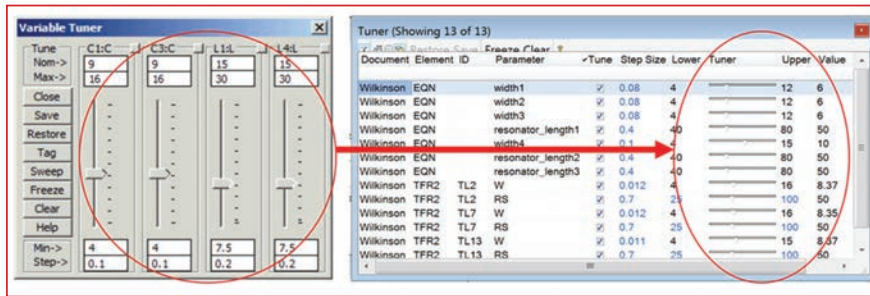 Variable Tuner
Tune C1:C C3:C L1:L L4:L
Nom-> 9 9 15 15
Max-> 16 16 30 30
Close
Save
Restore
Tag
Sweep
Freeze
Clear
Help
Min-> 4 4 7.5 7.5
Step-> 0.1 0.1 0.2 0.2
Tuner (Showing 13 of 13)
Restore Save Freeze Clear
Document Element ID Parameter Tune Step Size Lower Tuner Upper Value
Wilkinson EQN width1 0.08 4 12 6
Wilkinson EQN width2 0.08 4 12 6
Wilkinson EQN width3 0.08 4 12 6
Wilkinson EQN resonator_length1 0.4 40 80 50
Wilkinson EQN width4 0.1 4 15 10
Wilkinson EQN resonator_length2 0.4 40 80 50
Wilkinson EQN resonator_length3 0.4 40 80 50
Wilkinson TFR2 TL2 W 0.012 4 16 8.37
Wilkinson TFR2 TL2 RS 0.7 25 100 50
Wilkinson TFR2 TL7 W 0.012 4 16 8.35
Wilkinson TFR2 TL7 RS 0.7 25 100 50
Wilkinson TFR2 TL13 W 0.011 4 15 8.37
Wilkinson TFR2 TL13 RS 0.7 25 100 50